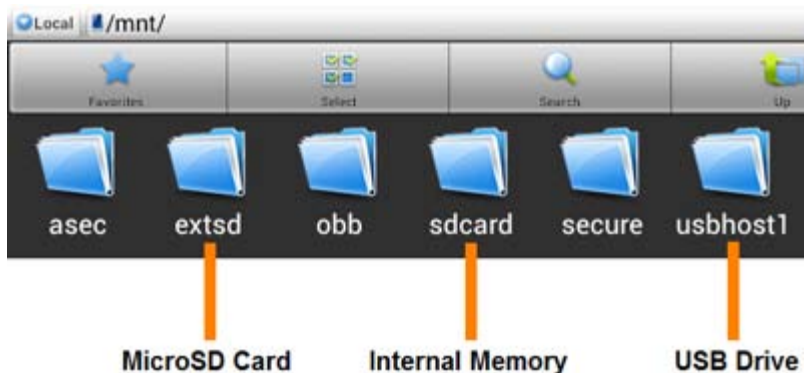 Local /mnt/
Favorites Select Search Up
asec extsd obb sdcard secure usbhost1
MicroSD Card Internal Memory USB Drive